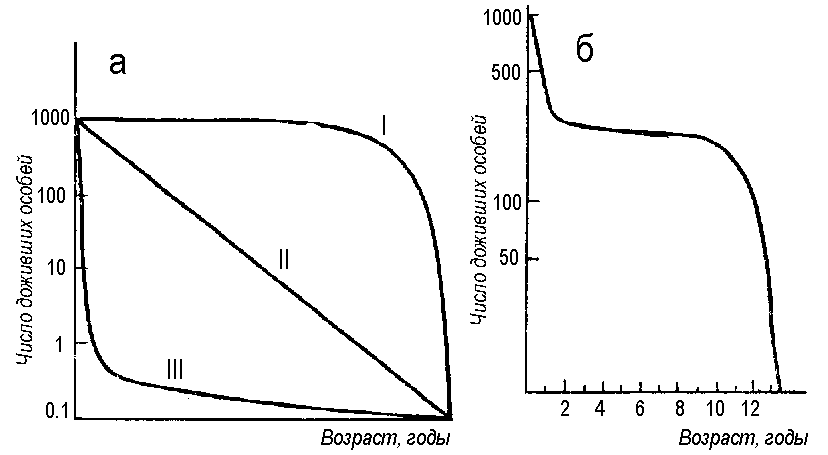 а
Число доживших особей
1000
100
10
1
0.1
I
II
III
Возраст, годы
б
Число доживших особей
1000
500
100
50
2 4 6 8 10 12
Возраст, годы